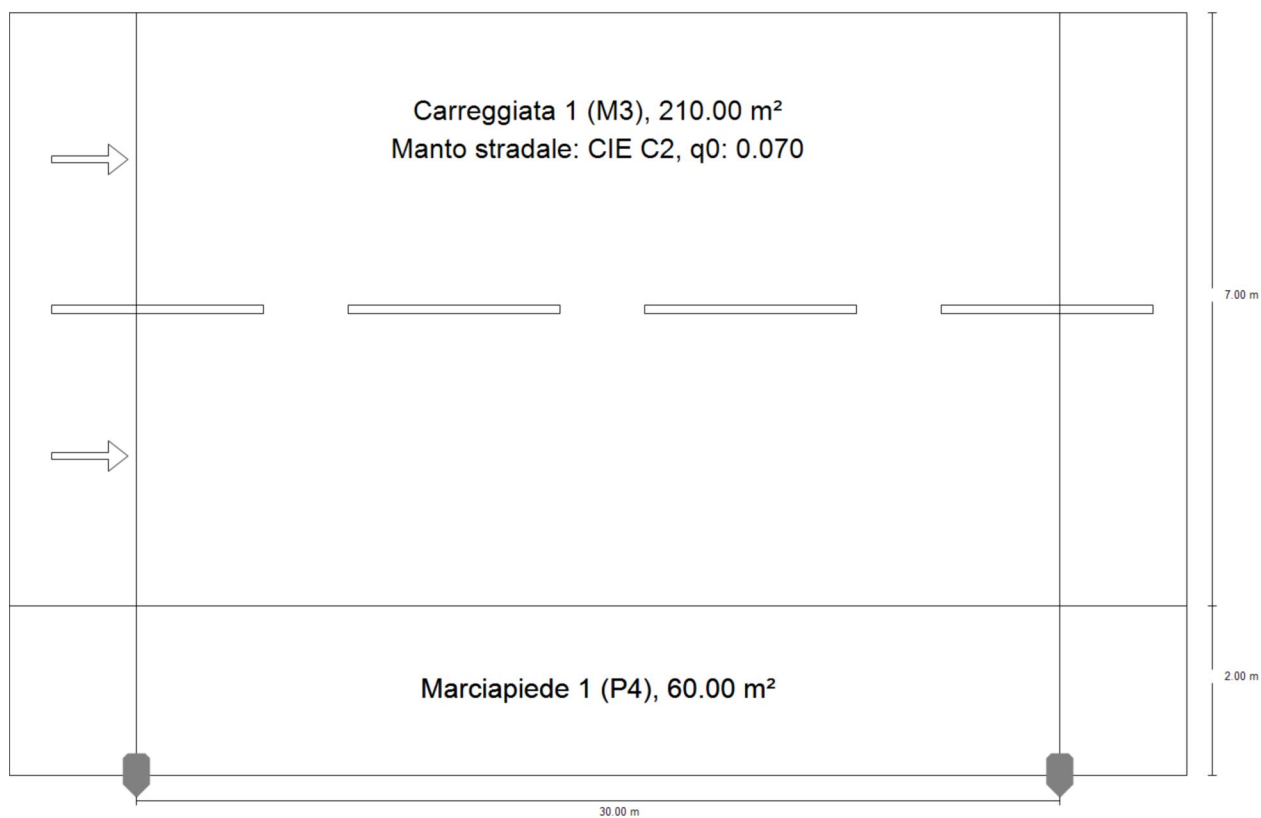 Carreggiata 1 (M3), 210.00 m²
Manto stradale: CIE C2, q0: 0.070
7.00 m
Marciapiede 1 (P4), 60.00 m²
2.00 m
30.00 m